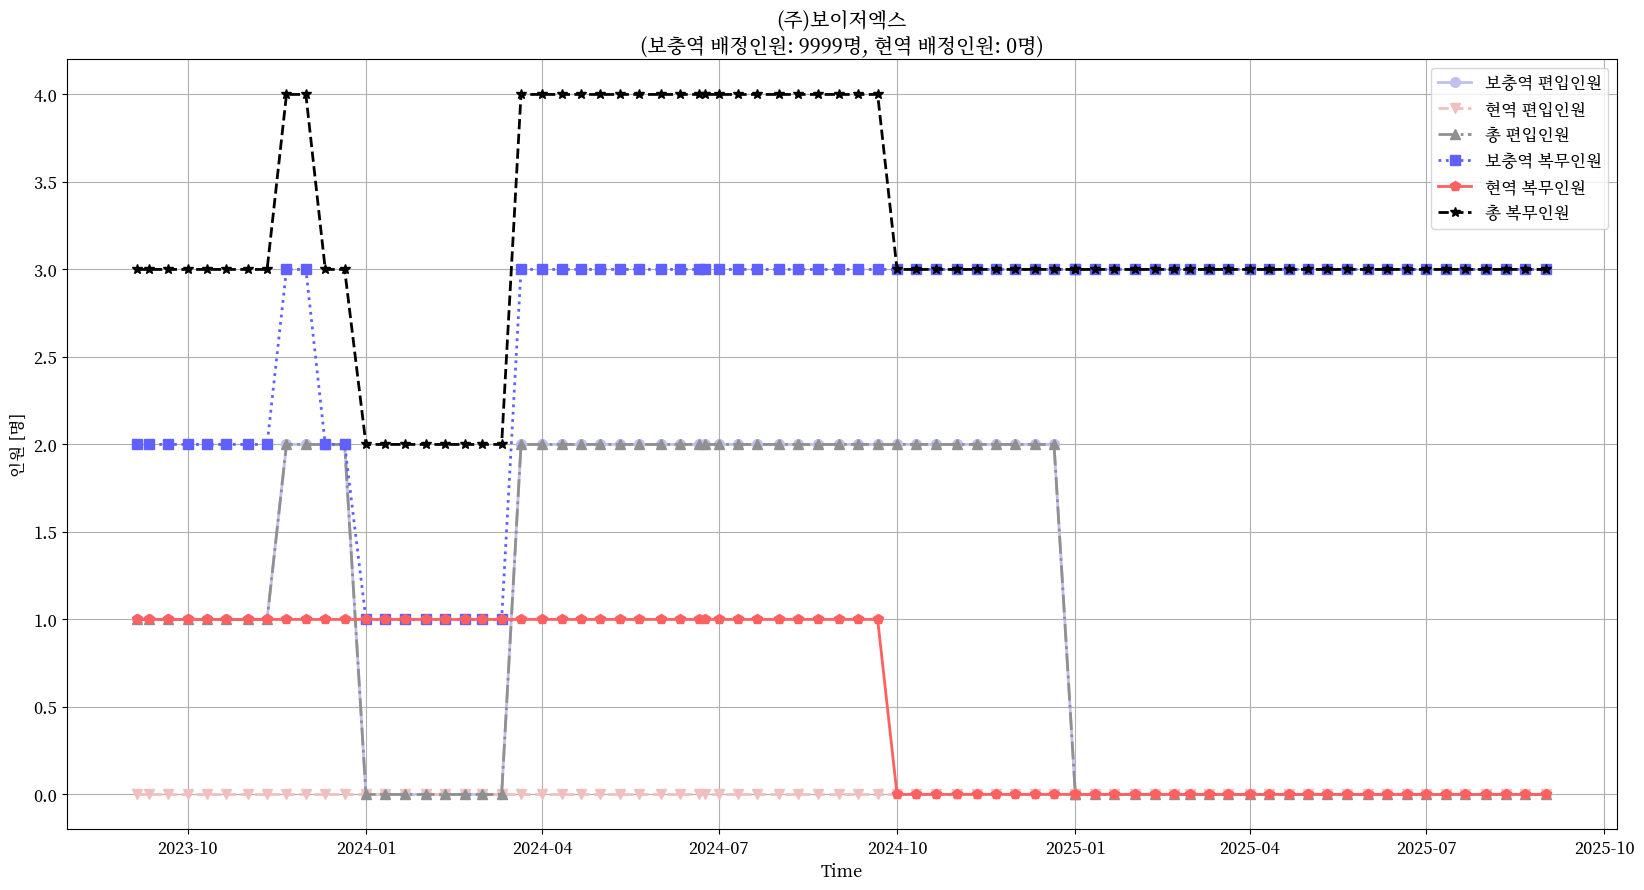 (주)보이저엑스
(보충역 배정인원: 9999명, 현역 배정인원: 0명)
보충역 편입인원
현역 편입인원
총 편입인원
보충역 복무인원
현역 복무인원
총 복무인원
인원 [명]
4.0
3.5
3.0
2.5
2.0
1.5
1.0
0.5
0.0
2023-10 2024-01 2024-04 2024-07 2024-10 2025-01 2025-04 2025-07 2025-10
Time